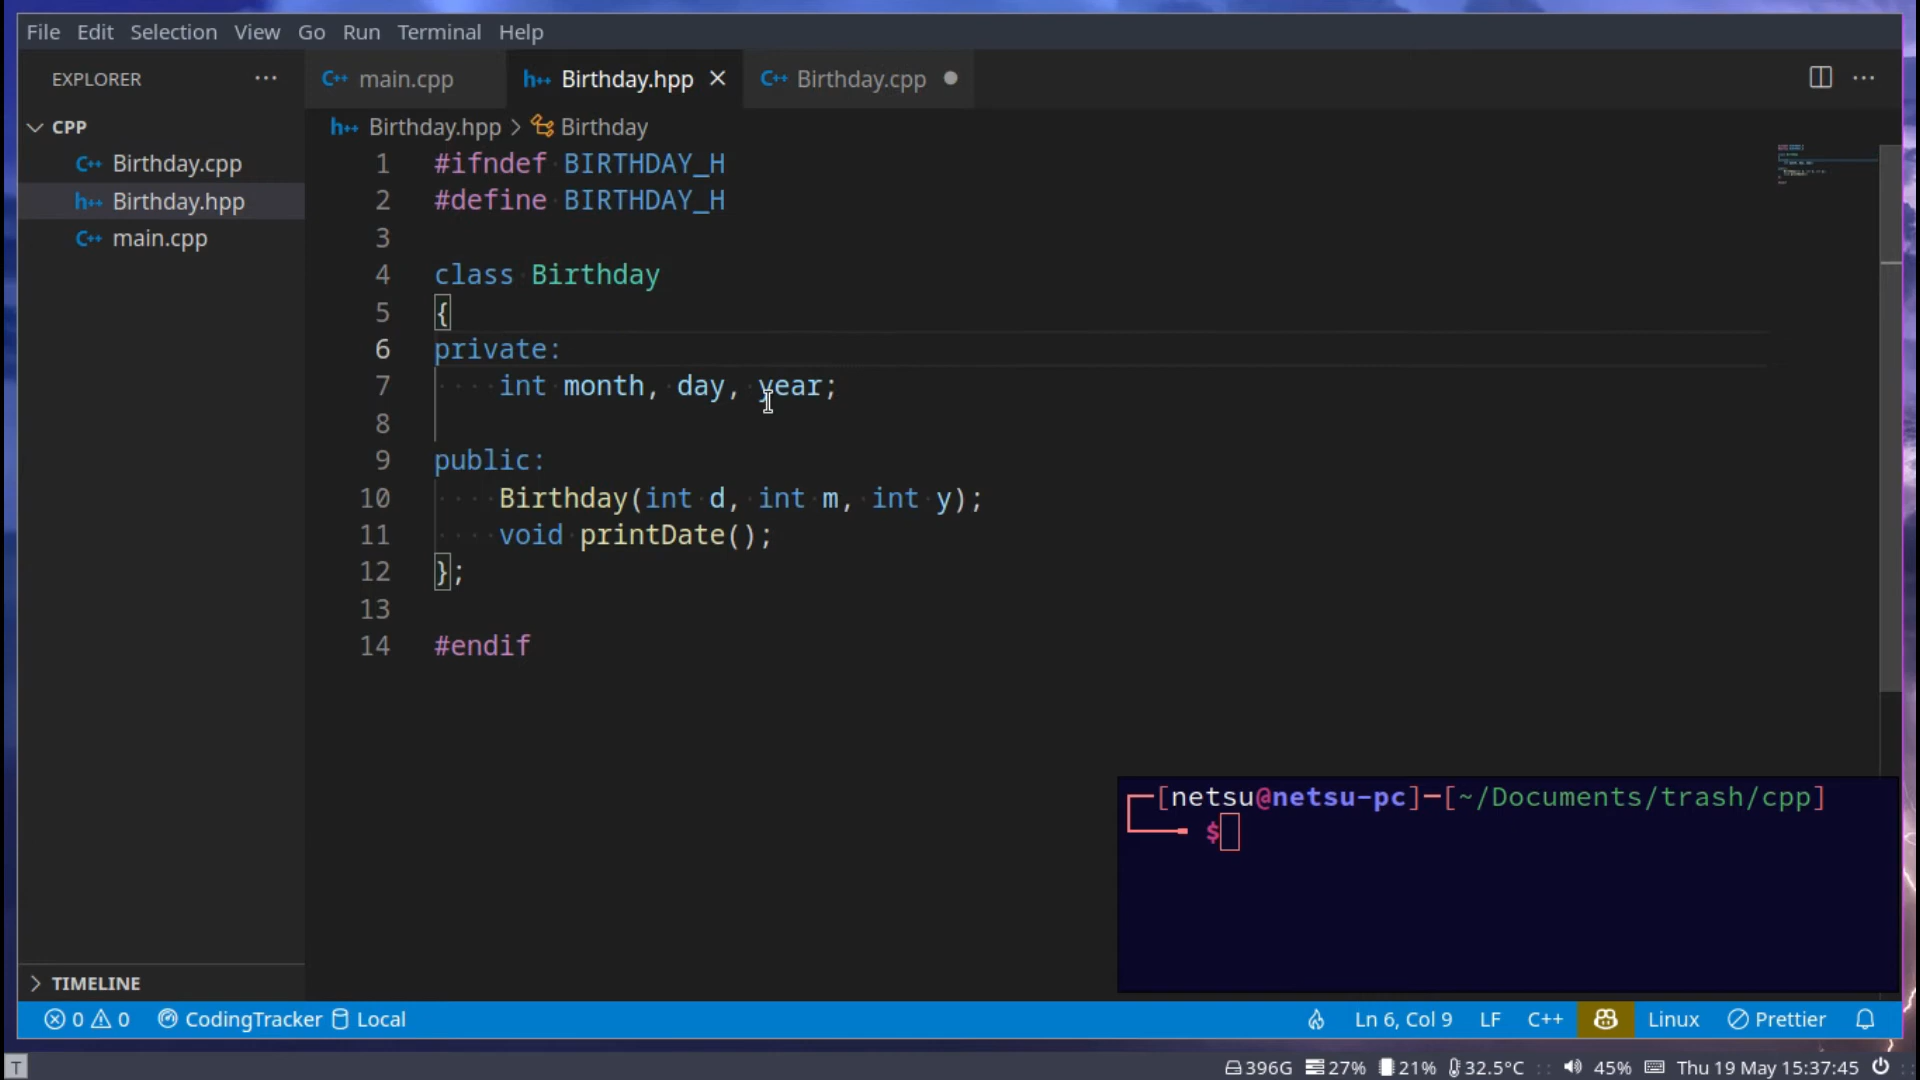 File Edit Selection View Go Run Terminal Help
EXPLORER
C++ main.cpp
h++ Birthday.hpp
C++ Birthday.cpp
CPP
C++ Birthday.cpp
h++ Birthday.hpp
C++ main.cpp
h++ Birthday.hpp > Birthday
1 #ifndef BIRTHDAY_H
2 #define BIRTHDAY_H
3
4 class Birthday
5 {
6 private:
7 int month, day, year;
8
9 public:
10 Birthday(int d, int m, int y);
11 void printDate();
12 };
13
14 #endif
[netsu@netsu-pc]-[~/Documents/trash/cpp]
$
TIMELINE
0 0 CodingTracker Local Ln 6, Col 9 LF C++ Linux Prettier
T 396G 27% 21% 32.5°C :: 45% Thu 19 May 15:37:45